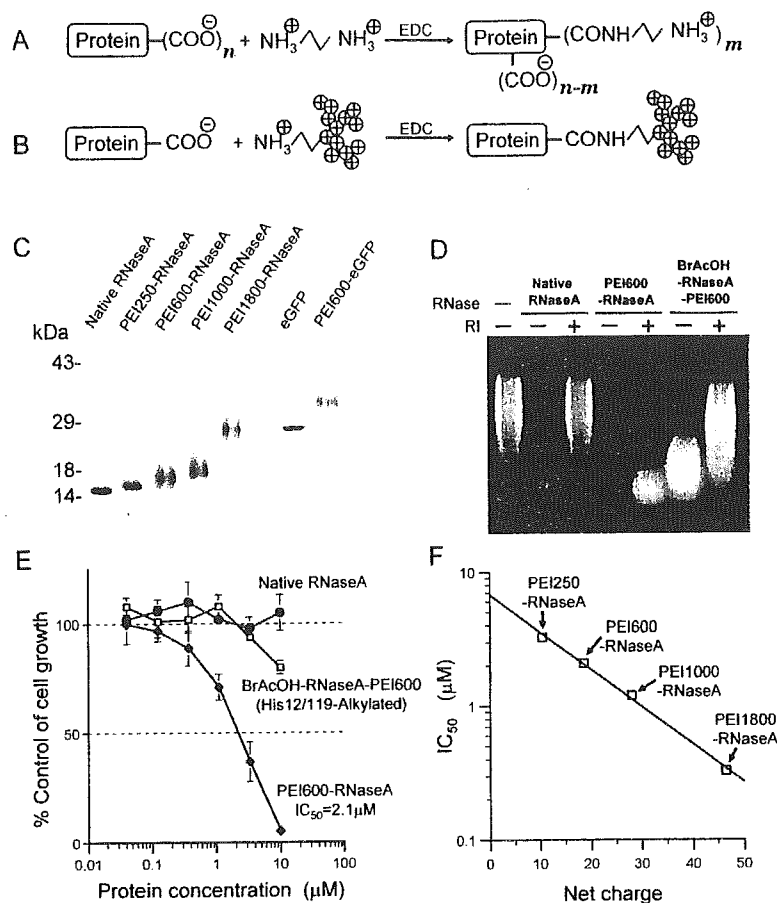 A
Protein (COO⊖)n + NH3⊕ NH3⊕ EDC Protein (CONH NH3⊕)m
(COO⊖)n-m
B
Protein COO⊖ + NH3⊕ EDC Protein CONH
C
Native RNaseA
PEI250-RNaseA
PEI600-RNaseA
PEI1000-RNaseA
PEI1800-RNaseA
eGFP
PEI600-eGFP
kDa
43-
29-
18-
14-
D
RNase — Native RNaseA PEI600 -RNaseA BrAcOH -RNaseA -PEI600
RI — — + — + — +
E
% Control of cell growth
100
50
0
Native RNaseA
BrAcOH-RNaseA-PEI600
(His12/119-Alkylated)
PEI600-RNaseA
IC50=2.1μM
0.01 0.1 1 10 100
Protein concentration (μM)
F
IC50 (μM)
10
1
0.1
PEI250
-RNaseA
PEI600
-RNaseA
PEI1000
-RNaseA
PEI1800
-RNaseA
0 10 20 30 40 50
Net charge